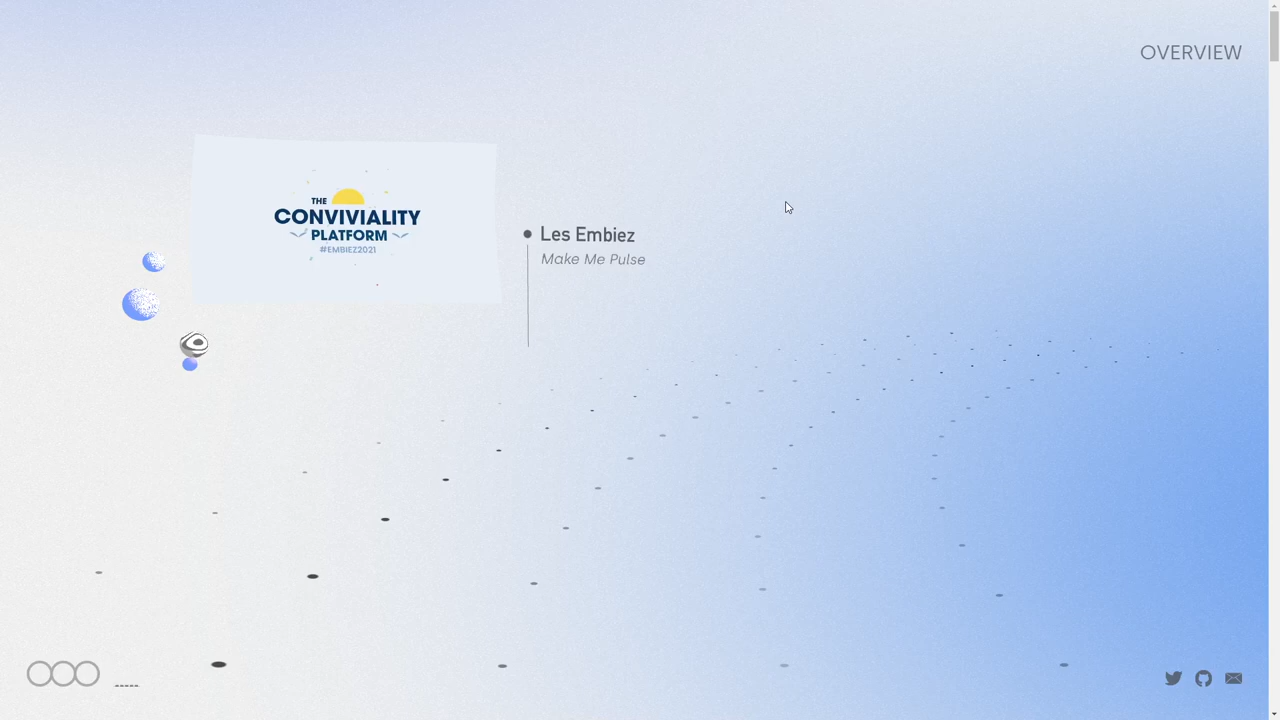 OVERVIEW
THE
CONVIVIALITY
PLATFORM
#EMBIEZ2021
Les Embiez
Make Me Pulse